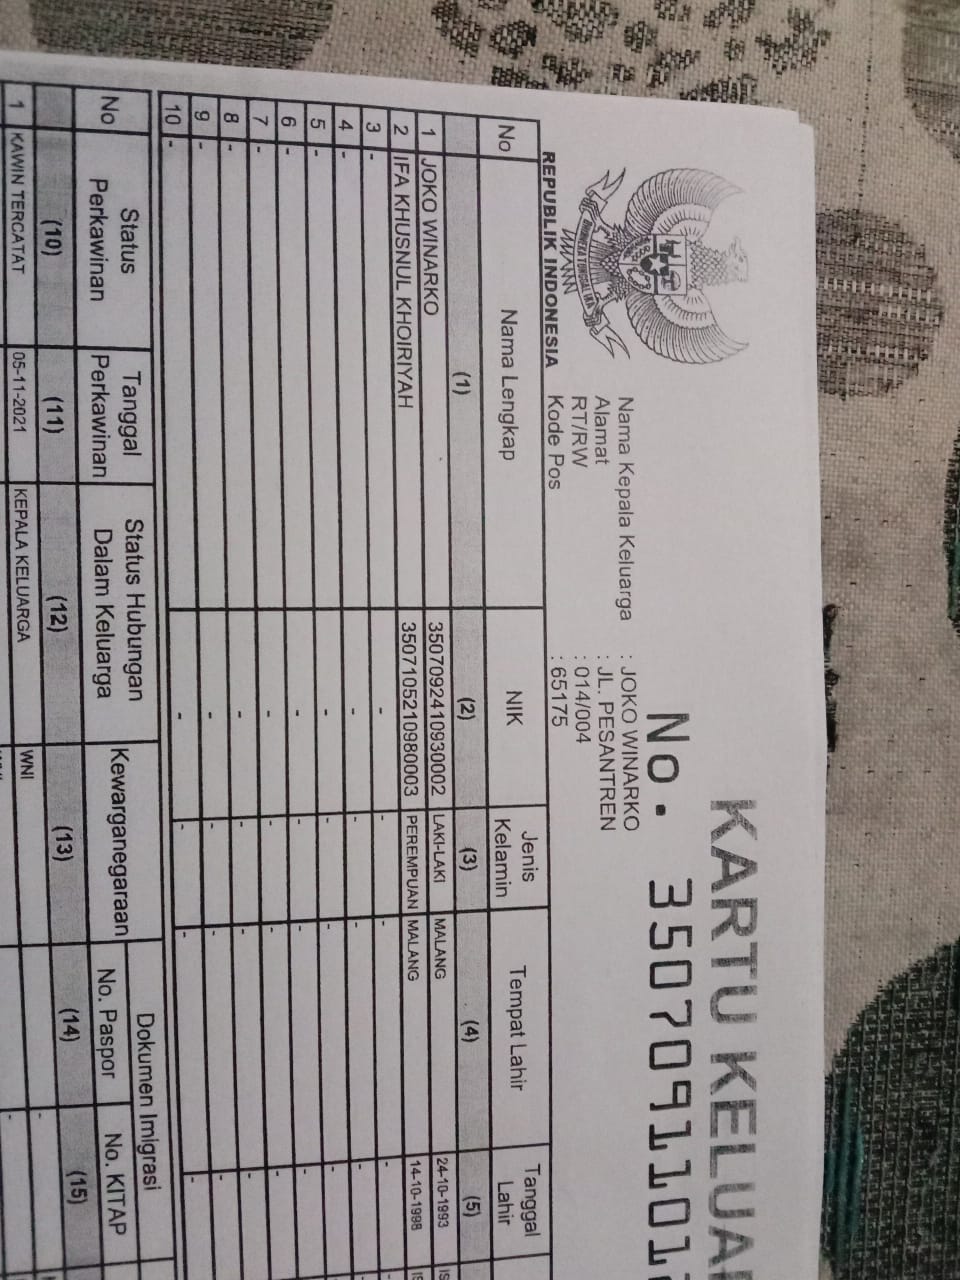 KARTU KELUAR
No. 3507091101
BHINNEKA TUNGGAL IKA
REPUBLIK INDONESIA
Nama Kepala Keluarga : JOKO WINARKO
Alamat : JL. PESANTREN
RT/RW : 014/004
Kode Pos : 65175
No Nama Lengkap NIK Jenis Kelamin Tempat Lahir Tanggal Lahir
(1) (2) (3) (4) (5)
1 JOKO WINARKO 3507092410930002 LAKI-LAKI MALANG 24-10-1993
2 IFA KHUSNUL KHOIRIYAH 3507105210980003 PEREMPUAN MALANG 14-10-1998
3 - - - - -
4 - - - - -
5 - - - - -
6 - - - - -
7 - - - - -
8 - - - - -
9 - - - - -
10 - - - - -
No Status Perkawinan Tanggal Perkawinan Status Hubungan Dalam Keluarga Kewarganegaraan Dokumen Imigrasi
No. Paspor No. KITAP
(10) (11) (12) (13) (14) (15)
1 KAWIN TERCATAT 05-11-2021 KEPALA KELUARGA WNI - -